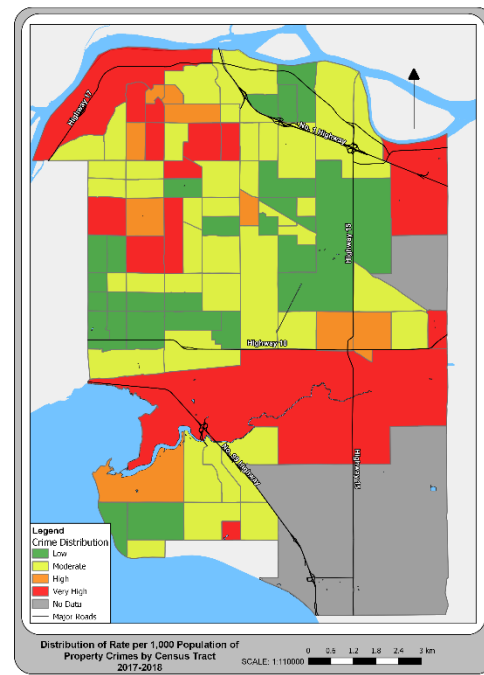 Highway 17
No. 1 Highway
Highway 15
Highway 10
No. 99 Highway
Highway 15
Legend
Crime Distribution
Low
Moderate
High
Very High
No Data
Major Roads
Distribution of Rate per 1,000 Population of
Property Crimes by Census Tract
2017-2018
SCALE: 1:110000
0 0.6 1.2 1.8 2.4 3 km